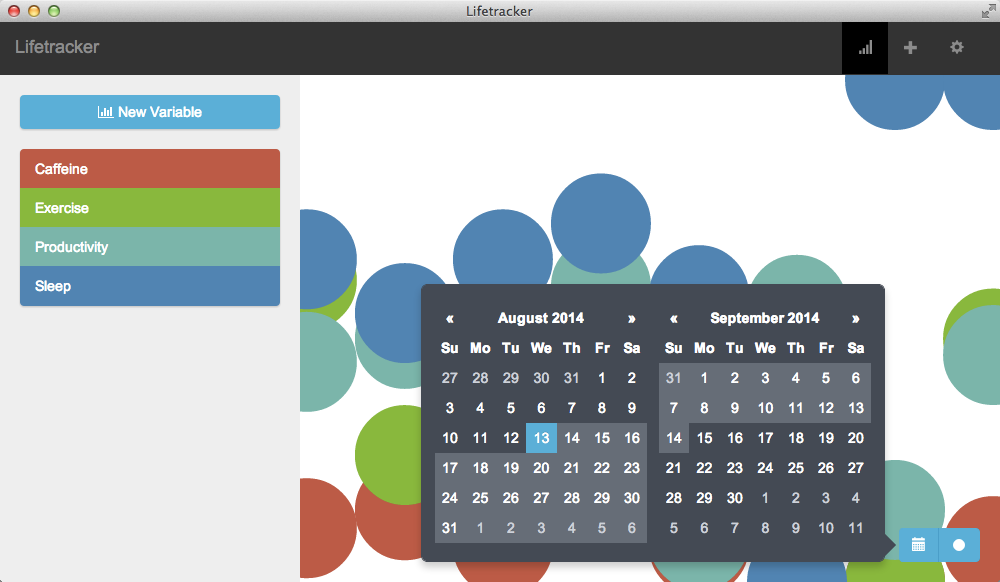 Lifetracker
Lifetracker
New Variable
Caffeine
Exercise
Productivity
Sleep
« August 2014 »
Su Mo Tu We Th Fr Sa
27 28 29 30 31 1 2
3 4 5 6 7 8 9
10 11 12 13 14 15 16
17 18 19 20 21 22 23
24 25 26 27 28 29 30
31 1 2 3 4 5 6
« September 2014 »
Su Mo Tu We Th Fr Sa
31 1 2 3 4 5 6
7 8 9 10 11 12 13
14 15 16 17 18 19 20
21 22 23 24 25 26 27
28 29 30 1 2 3 4
5 6 7 8 9 10 11